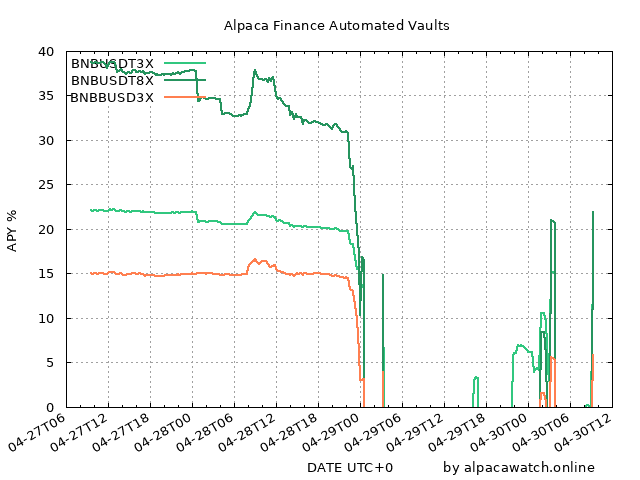 Alpaca Finance Automated Vaults
40
35
30
25
20
15
10
5
0
APY %
BNBUSDT3X
BNBUSDT8X
BNBBUSD3X
04-27T06
04-27T12
04-27T18
04-28T00
04-28T06
04-28T12
04-28T18
04-29T00
04-29T06
04-29T12
04-29T18
04-30T00
04-30T06
04-30T12
DATE UTC+0
by alpacawatch.online